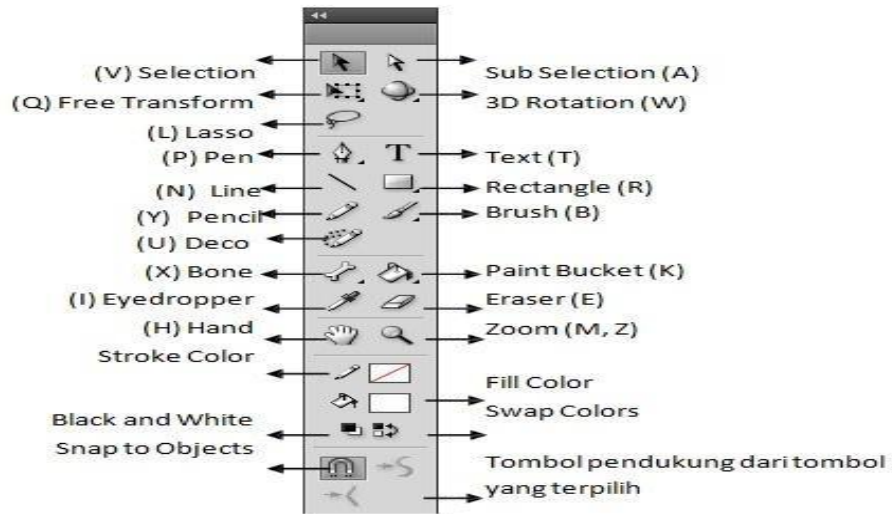 (V) Selection
Sub Selection (A)
(Q) Free Transform
3D Rotation (W)
(L) Lasso
(P) Pen
T
Text (T)
(N) Line
Rectangle (R)
(Y) Pencil
Brush (B)
(U) Deco
(X) Bone
Paint Bucket (K)
(I) Eyedropper
Eraser (E)
(H) Hand
Zoom (M, Z)
Stroke Color
Fill Color
Swap Colors
Black and White
Snap to Objects
Tombol pendukung dari tombol
yang terpilih